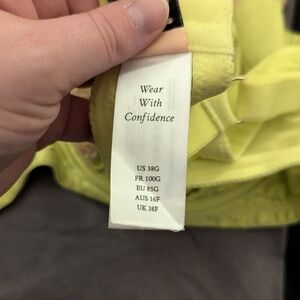 Wear
With
Confidence
US 38G
FR 100G
EU 85G
AUS 16F
UK 38F